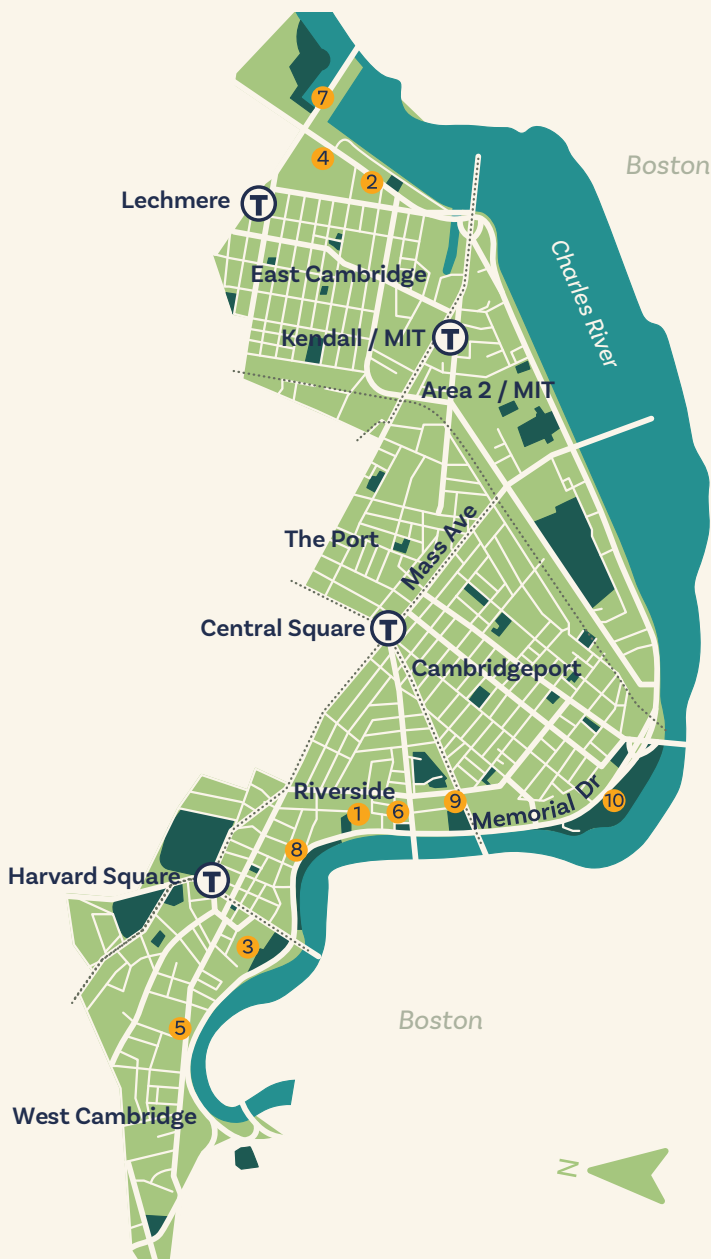 7
4
2
Boston
Lechmere
T
East Cambridge
Charles River
Kendall / MIT
T
Area 2 / MIT
The Port
Mass Ave
Central Square
T
Cambridgeport
Riverside
1
6
9
Memorial Dr
10
8
Harvard Square
T
3
5
Boston
West Cambridge
N